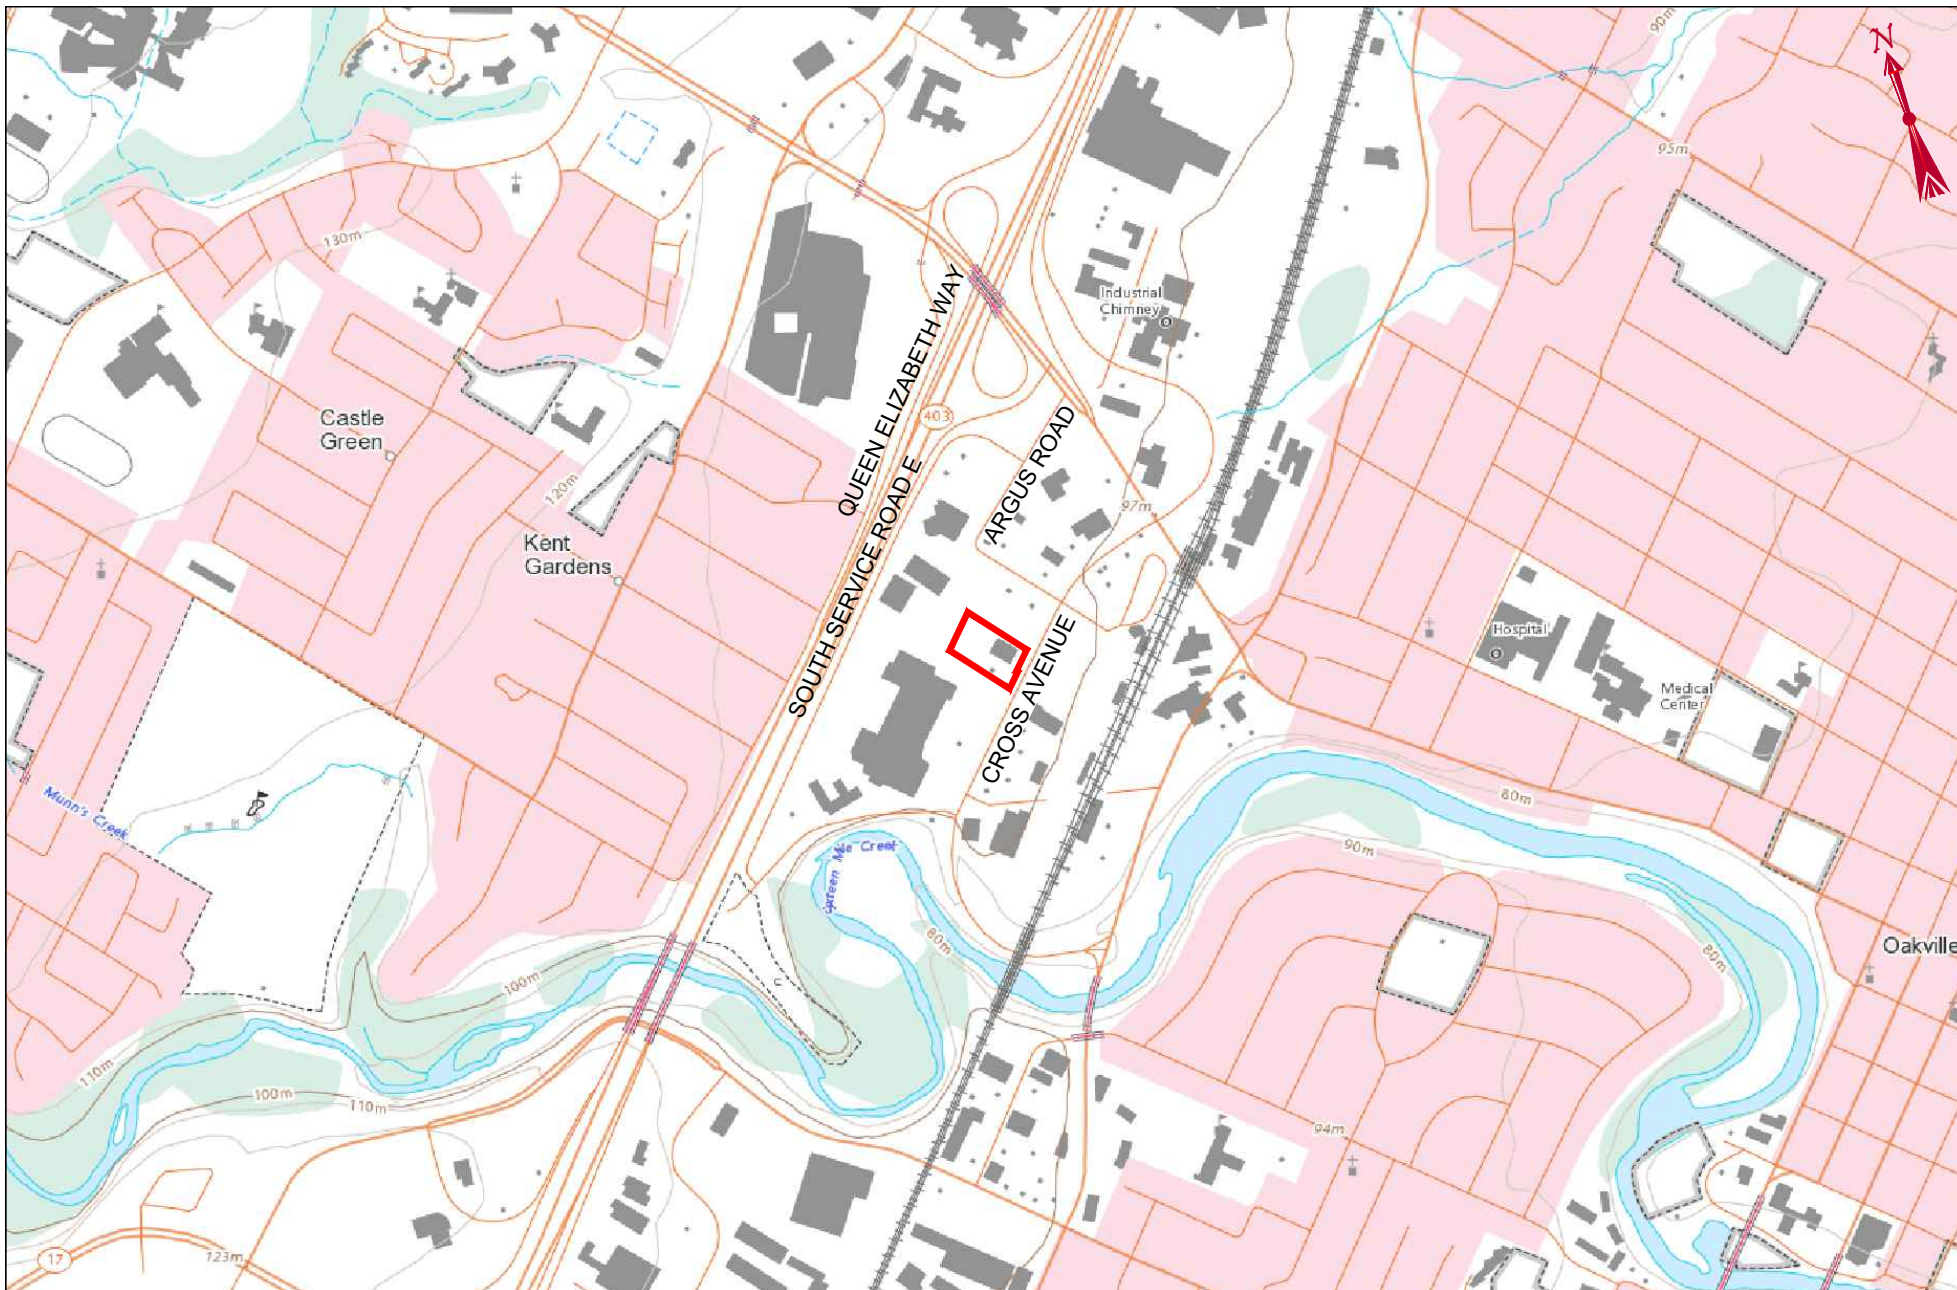 N
90m
95m
130m
Industrial
Chimney
QUEEN ELIZABETH WAY
403
Castle
Green
ARGUS ROAD
SOUTH SERVICE ROAD E
120m
97m
Kent
Gardens
CROSS AVENUE
Hospital
Medical
Center
Munn's Creek
80m
90m
Creek
80m
80m
Oakville
100m
110m
100m
110m
94m
17
123m